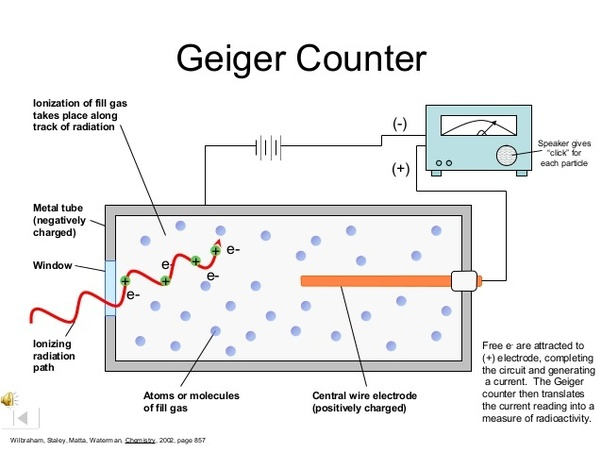 Geiger Counter
Ionization of fill gas
takes place along
track of radiation
(-)
(+)
Speaker gives
“click” for
each particle
Metal tube
(negatively
charged)
Window
e-
e-
e-
e-
+
+
+
+
Ionizing
radiation
path
Atoms or molecules
of fill gas
Central wire electrode
(positively charged)
Free e- are attracted to
(+) electrode, completing
the circuit and generating
a current. The Geiger
counter then translates
the current reading into a
measure of radioactivity.
Wilbraham, Staley, Matta, Waterman, Chemistry, 2002, page 857